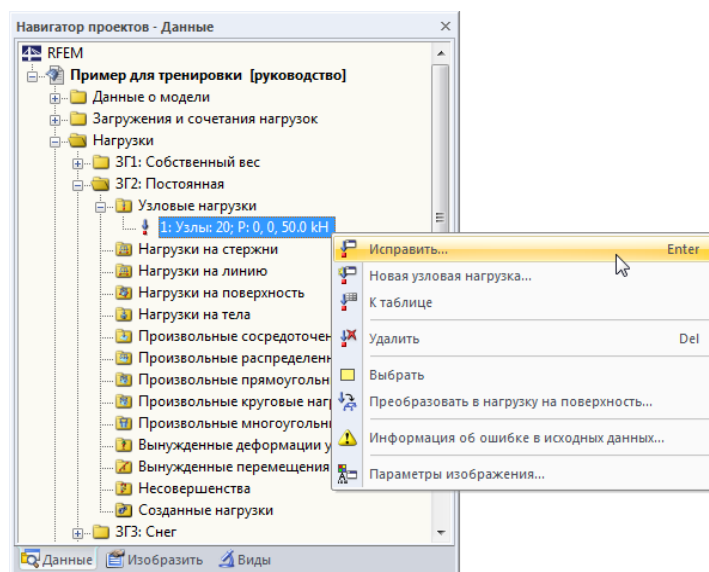 Навигатор проектов - Данные
RFEM
Пример для тренировки [руководство]
Данные о модели
Загружения и сочетания нагрузок
Нагрузки
ЗГ1: Собственный вес
ЗГ2: Постоянная
Узловые нагрузки
1: Узлы: 20; P: 0, 0, 50.0 kH
Нагрузки на стержни
Нагрузки на линию
Нагрузки на поверхность
Нагрузки на тела
Произвольные сосредоточен
Произвольные распределенн
Произвольные прямоугольн
Произвольные круговые наг
Произвольные многоугольн
Вынужденные деформации у
Вынужденные перемещения
Несовершенства
Созданные нагрузки
ЗГ3: Снег
Данные Изобразить Виды
Исправить... Enter
Новая узловая нагрузка...
К таблице
Удалить Del
Выбрать
Преобразовать в нагрузку на поверхность...
Информация об ошибке в исходных данных...
Параметры изображения...